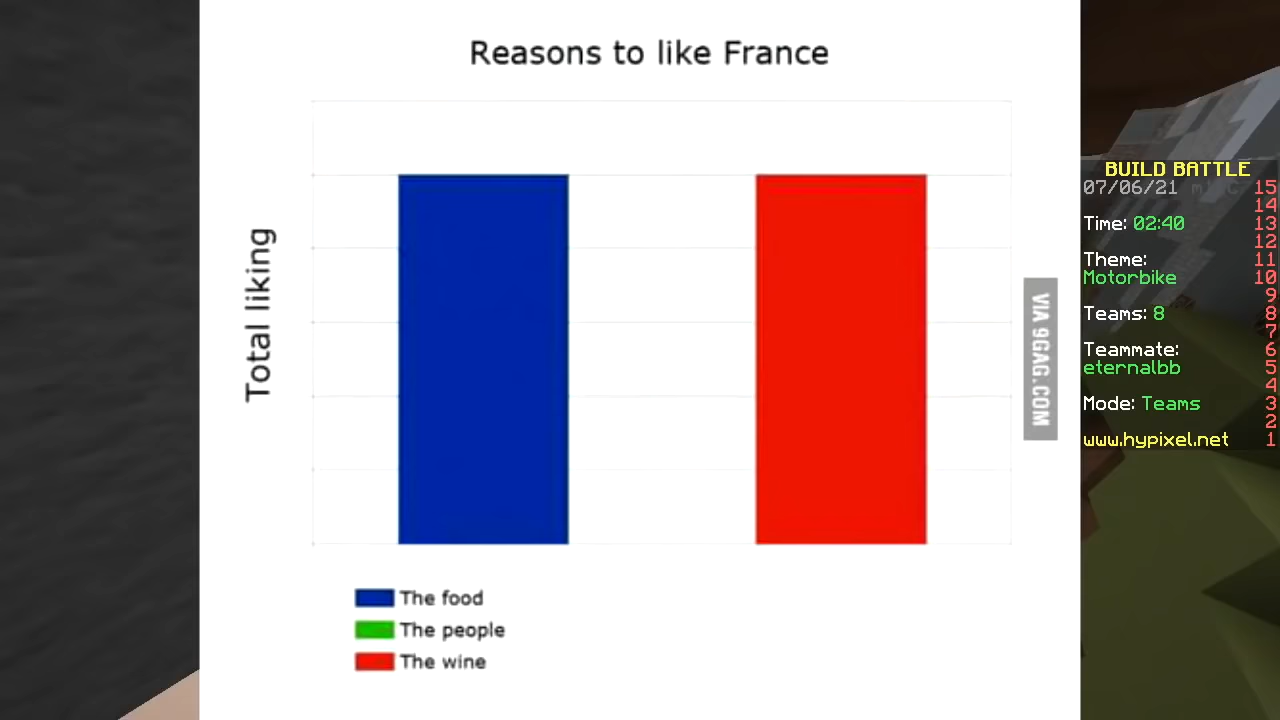 Reasons to like France
Total liking
The food
The people
The wine
VIA 9GAG.COM
BUILD BATTLE
07/06/21
15
14
Time: 02:40 13
12
Theme: 11
Motorbike 10
9
Teams: 8 8
7
Teammate: 6
eternalbb 5
4
Mode: Teams 3
2
www.hypixel.net 1